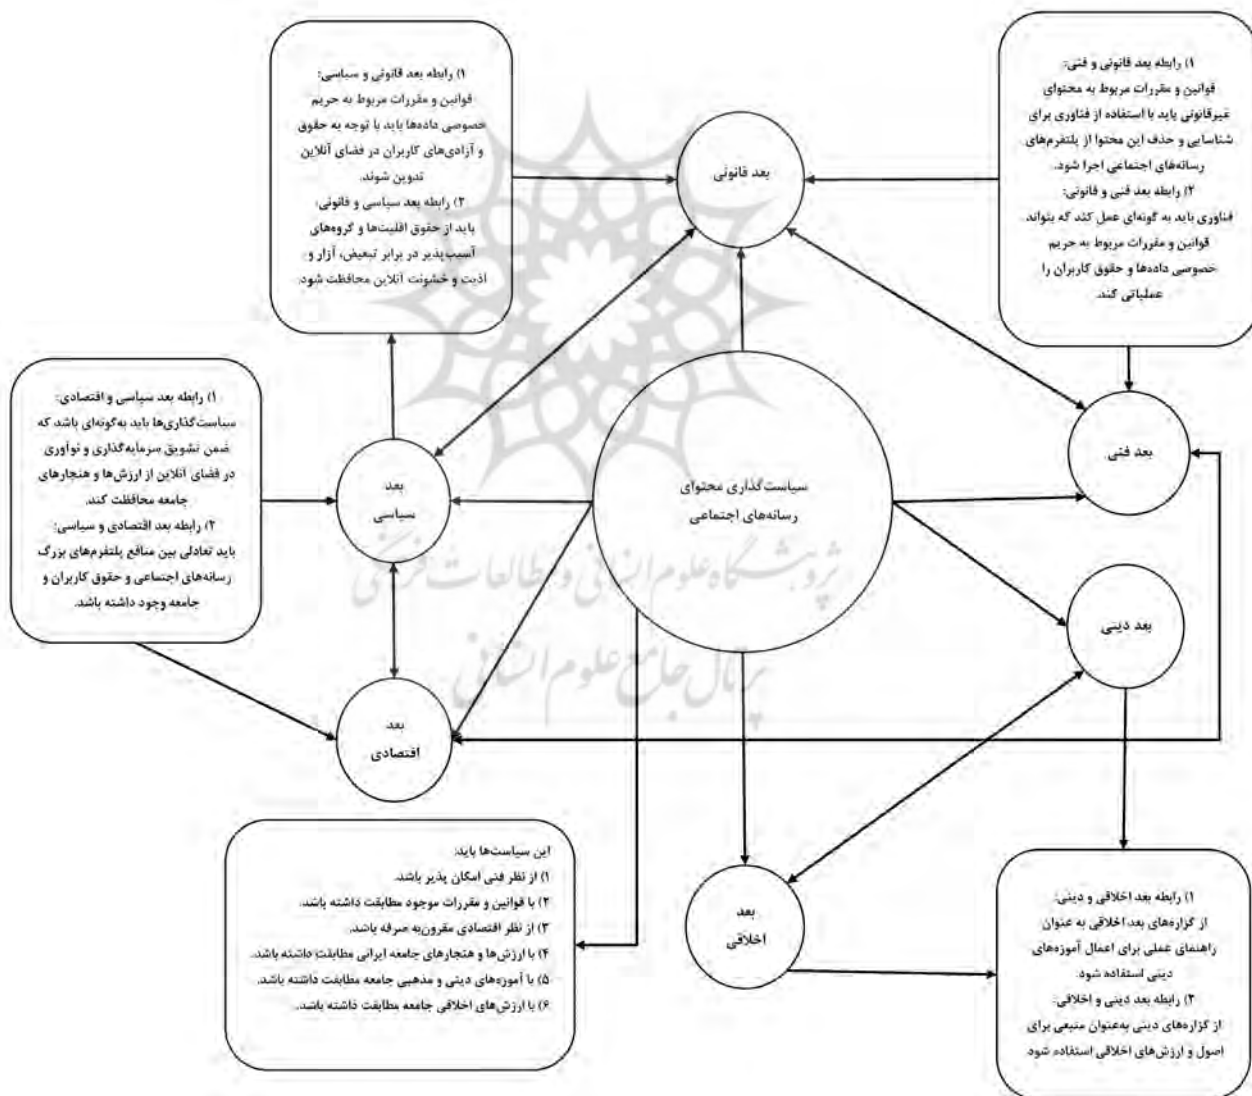 ۱) رابطه بعد قانونی و فنی:
قوانین و مقررات مربوط به محتوای
غیرقانونی باید با استفاده از فناوری برای
شناسایی و حذف این محتوا از پلتفرم‌های
رسانه‌های اجتماعی اجرا شود.
۲) رابطه بعد فنی و قانونی:
فناوری باید به گونه‌ای عمل کند که بتواند
قوانین و مقررات مربوط به حریم
خصوصی داده‌ها و حقوق کاربران را
عملیاتی کند.
بعد قانونی
۱) رابطه بعد قانونی و سیاسی:
قوانین و مقررات مربوط به حریم
خصوصی داده‌ها باید با توجه به حقوق
و آزادی‌های کاربران در فضای آنلاین
تدوین شوند.
۲) رابطه بعد سیاسی و قانونی:
باید از حقوق اقلیت‌ها و گروه‌های
آسیب‌پذیر در برابر تبعیض، آزار و
اذیت و خشونت آنلاین محافظت شود.
بعد فنی
سیاست‌گذاری محتوای
رسانه‌های اجتماعی
بعد
سیاسی
۱) رابطه بعد سیاسی و اقتصادی:
سیاست‌گذاری‌ها باید به‌گونه‌ای باشد که
ضمن تشویق سرمایه‌گذاری و نوآوری
در فضای آنلاین از ارزش‌ها و هنجارهای
جامعه محافظت کند.
۲) رابطه بعد اقتصادی و سیاسی:
باید تعادلی بین منافع پلتفرم‌های بزرگ
رسانه‌های اجتماعی و حقوق کاربران و
جامعه وجود داشته باشد.
پژوهشگاه علوم انسانی و مطالعات فرهنگی
پرتال جامع علوم انسانی
بعد دینی
بعد
اقتصادی
بعد
اخلاقی
این سیاست‌ها باید:
۱) از نظر فنی امکان پذیر باشد.
۲) با قوانین و مقررات موجود مطابقت داشته باشد.
۳) از نظر اقتصادی مقرون‌به صرفه باشد.
۴) با ارزش‌ها و هنجارهای جامعه ایرانی مطابقت داشته باشد.
۵) با آموزه‌های دینی و مذهبی جامعه مطابقت داشته باشد.
۶) با ارزش‌های اخلاقی جامعه مطابقت داشته باشد.
۱) رابطه بعد اخلاقی و دینی:
از گزاره‌های بعد اخلاقی به عنوان
راهنمای عملی برای اعمال آموزه‌های
دینی استفاده شود.
۲) رابطه بعد دینی و اخلاقی:
از گزاره‌های دینی به‌عنوان منبعی برای
اصول و ارزش‌های اخلاقی استفاده شود